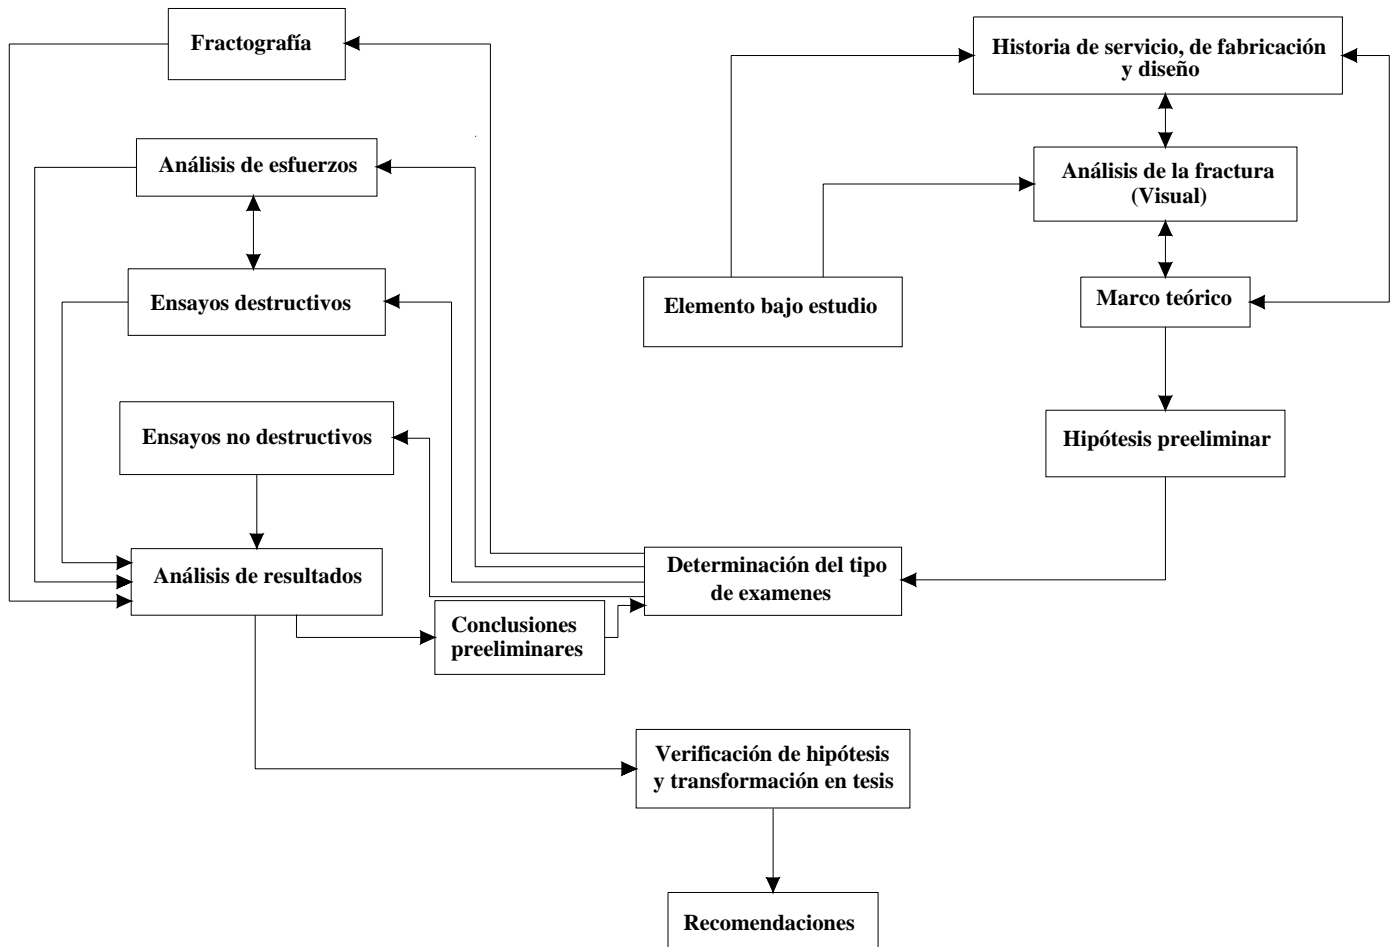 Fractografía
Historia de servicio, de fabricación
y diseño
Análisis de esfuerzos
Análisis de la fractura
(Visual)
Ensayos destructivos
Elemento bajo estudio
Marco teórico
Ensayos no destructivos
Hipótesis preeliminar
Análisis de resultados
Determinación del tipo
de examenes
Conclusiones
preeliminares
Verificación de hipótesis
y transformación en tesis
Recomendaciones